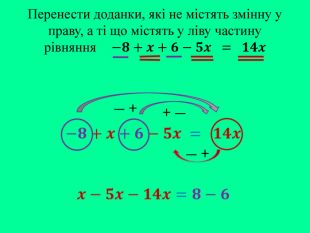 Перенести доданки, які не містять змінну у
праву, а ті що містять у ліву частину
рівняння −8 + x + 6 − 5x = 14x
— +
+ —
−8 + x + 6 − 5x = 14x
— +
x − 5x − 14x = 8 − 6